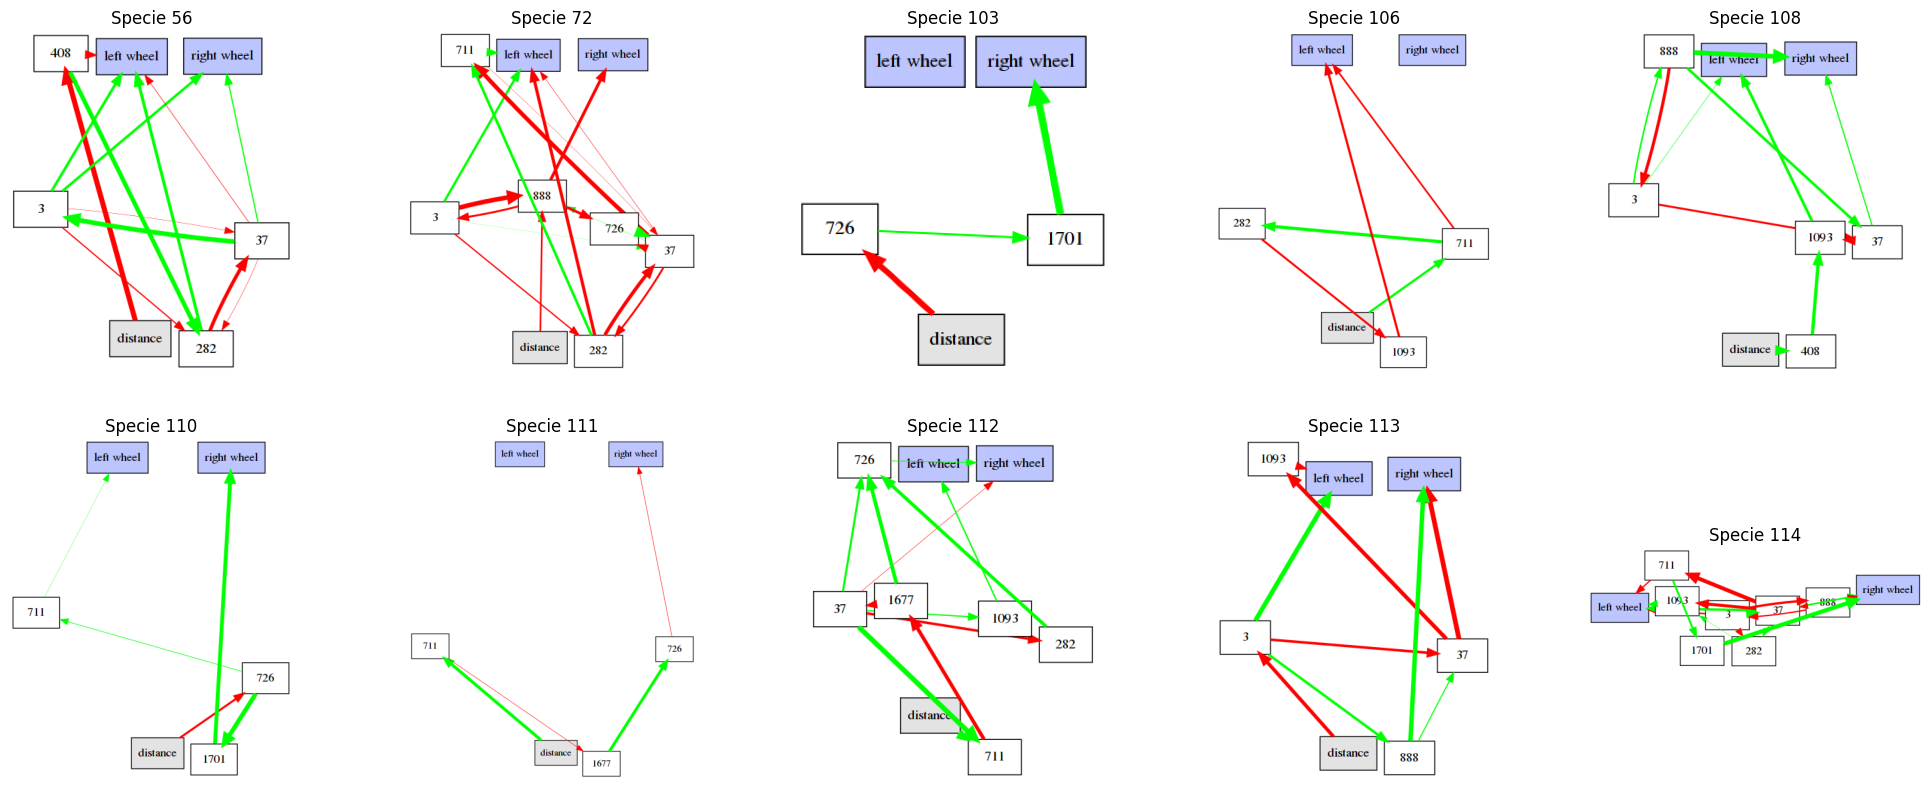 Specie 56
408
left wheel
right wheel
3
37
distance
282
Specie 72
711
left wheel
right wheel
3
888
726
37
distance
282
Specie 103
left wheel
right wheel
726
1701
distance
Specie 106
left wheel
right wheel
282
711
distance
1093
Specie 108
888
left wheel
right wheel
3
1093
37
distance
408
Specie 110
left wheel
right wheel
711
726
distance
1701
Specie 111
left wheel
right wheel
711
726
distance
1677
Specie 112
726
left wheel
right wheel
37
1677
1093
282
distance
711
Specie 113
1093
left wheel
right wheel
3
37
distance
888
Specie 114
711
left wheel
1093
3
37
888
right wheel
1701
282